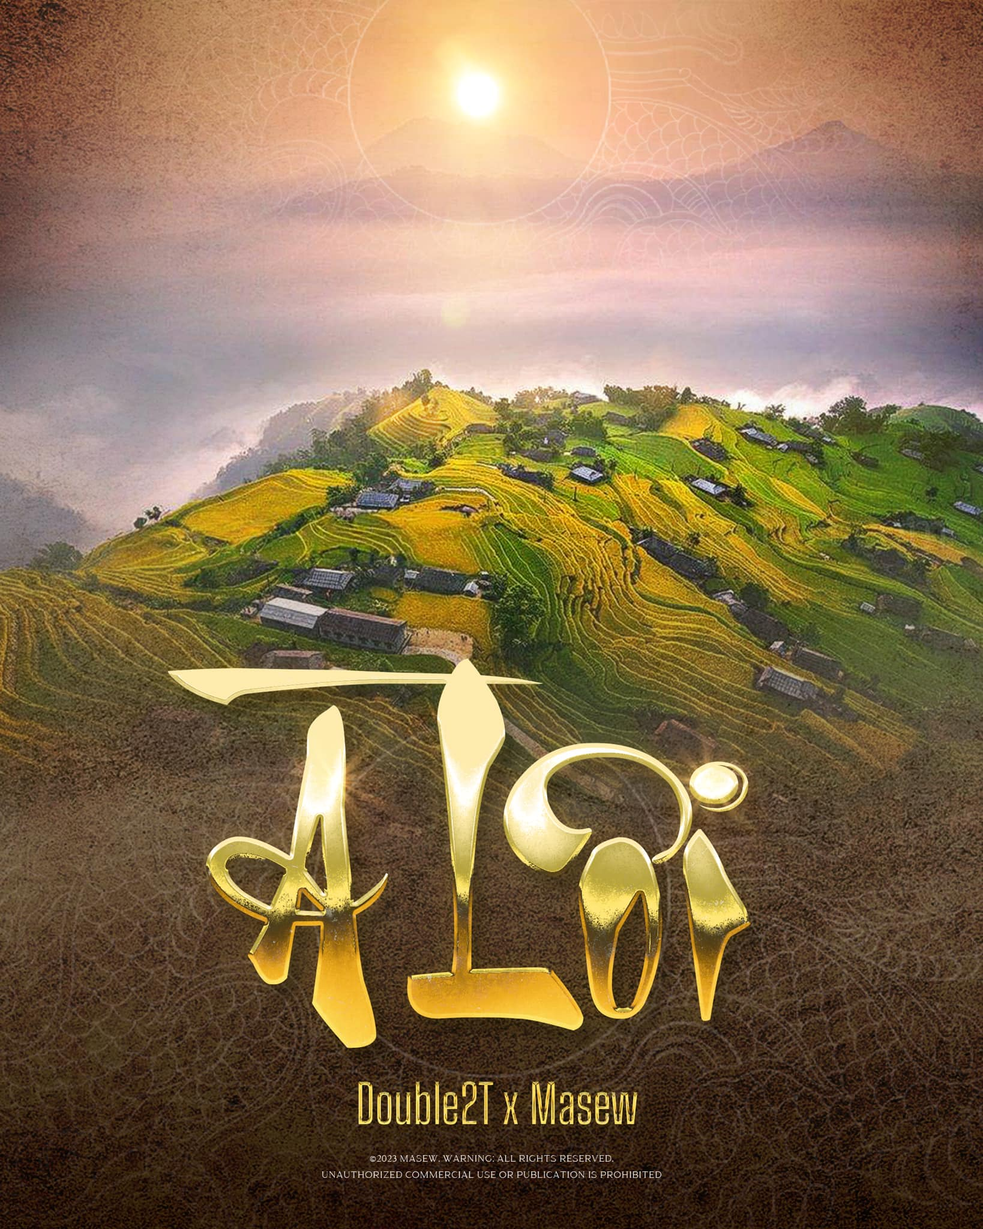 À Lôi
Double2T x Masew
©2023 MASEW. WARNING: ALL RIGHTS RESERVED.
UNAUTHORIZED COMMERCIAL USE OR PUBLICATION IS PROHIBITED